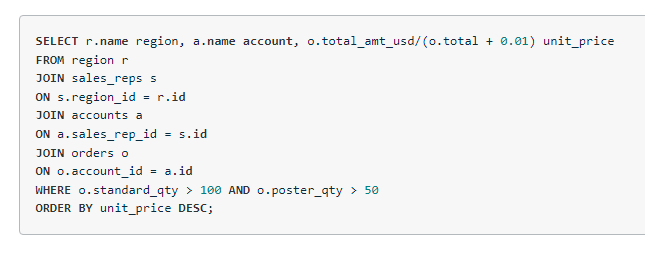 SELECT r.name region, a.name account, o.total_amt_usd/(o.total + 0.01) unit_price
FROM region r
JOIN sales_reps s
ON s.region_id = r.id
JOIN accounts a
ON a.sales_rep_id = s.id
JOIN orders o
ON o.account_id = a.id
WHERE o.standard_qty > 100 AND o.poster_qty > 50
ORDER BY unit_price DESC;